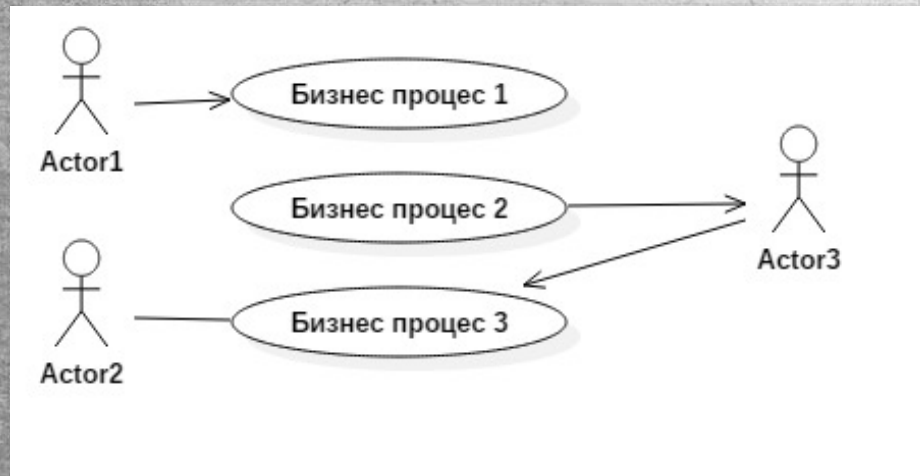 Бизнес процес 1
Actor1
Бизнес процес 2
Actor3
Бизнес процес 3
Actor2